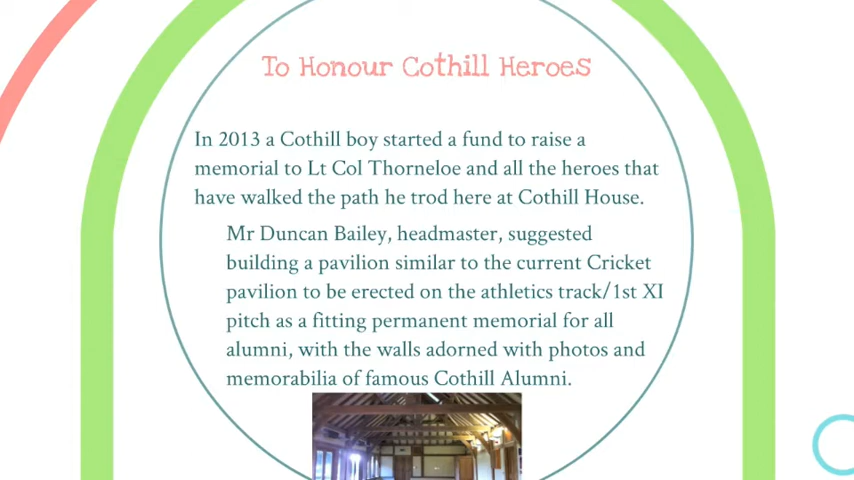 To Honour Cothill Heroes
In 2013 a Cothill boy started a fund to raise a
memorial to Lt Col Thorneloe and all the heroes that
have walked the path he trod here at Cothill House.
Mr Duncan Bailey, headmaster, suggested
building a pavilion similar to the current Cricket
pavilion to be erected on the athletics track/1st XI
pitch as a fitting permanent memorial for all
alumni, with the walls adorned with photos and
memorabilia of famous Cothill Alumni.